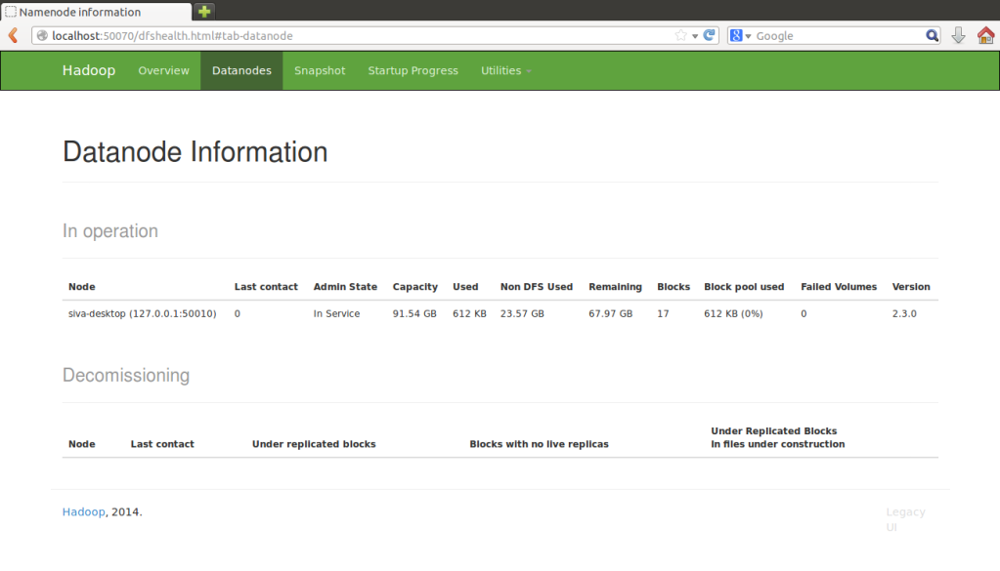 Namenode information
localhost:50070/dfshealth.html#tab-datanode Google
Hadoop Overview Datanodes Snapshot Startup Progress Utilities
Datanode Information
In operation
Node Last contact Admin State Capacity Used Non DFS Used Remaining Blocks Block pool used Failed Volumes Version
siva-desktop (127.0.0.1:50010) 0 In Service 91.54 GB 612 KB 23.57 GB 67.97 GB 17 612 KB (0%) 0 2.3.0
Decomissioning
Node Last contact Under replicated blocks Blocks with no live replicas Under Replicated Blocks
In files under construction
Hadoop, 2014. Legacy
UI